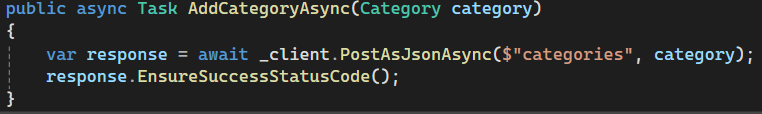 public async Task AddCategoryAsync(Category category)
{
    var response = await _client.PostAsJsonAsync($"categories", category);
    response.EnsureSuccessStatusCode();
}